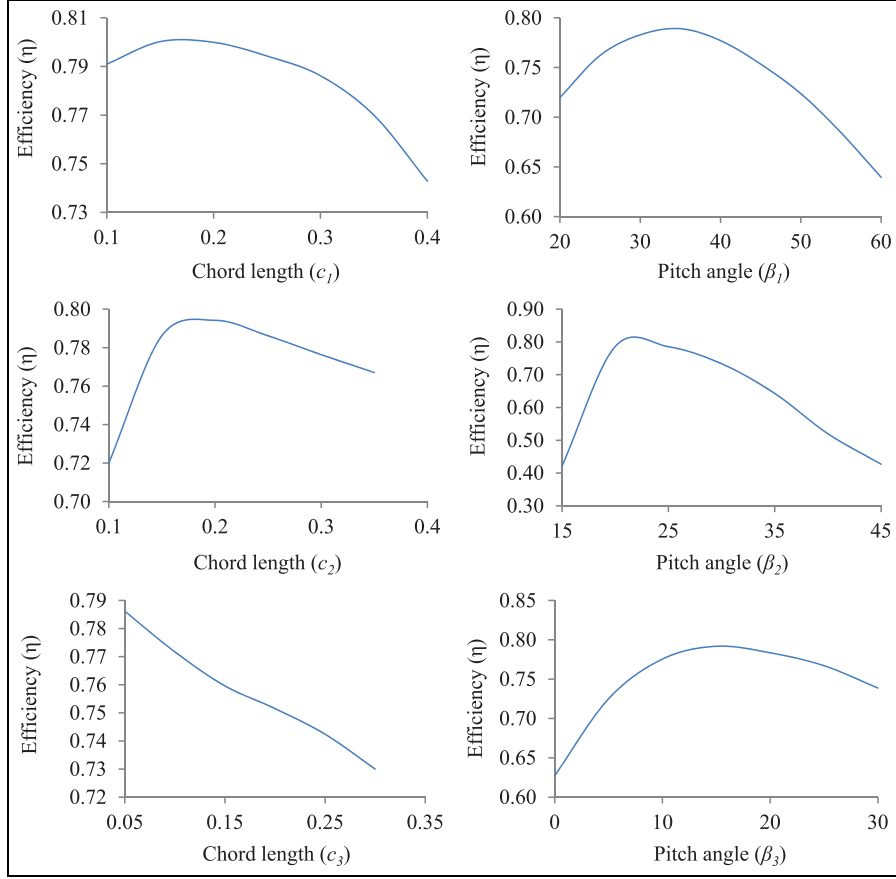 0.81
0.79
0.77
0.75
0.73
Efficiency (η)
0.1 0.2 0.3 0.4
Chord length (c₁)
0.80
0.75
0.70
0.65
0.60
Efficiency (η)
20 30 40 50 60
Pitch angle (β₁)
0.80
0.78
0.76
0.74
0.72
0.70
Efficiency (η)
0.1 0.2 0.3 0.4
Chord length (c₂)
0.90
0.80
0.70
0.60
0.50
0.40
0.30
Efficiency (η)
15 25 35 45
Pitch angle (β₂)
0.79
0.78
0.77
0.76
0.75
0.74
0.73
0.72
Efficiency (η)
0.05 0.15 0.25 0.35
Chord length (c₃)
0.85
0.80
0.75
0.70
0.65
0.60
Efficiency (η)
0 10 20 30
Pitch angle (β₃)